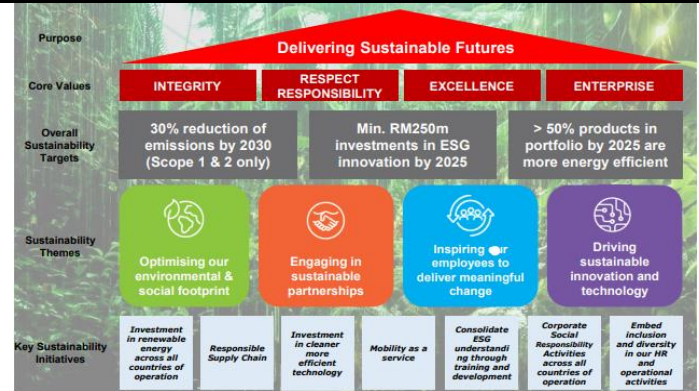 Purpose
Delivering Sustainable Futures
Core Values
INTEGRITY
RESPECT
RESPONSIBILITY
EXCELLENCE
ENTERPRISE
Overall
Sustainability
Targets
30% reduction of
emissions by 2030
(Scope 1 & 2 only)
Min. RM250m
investments in ESG
innovation by 2025
> 50% products in
portfolio by 2025 are
more energy efficient
Sustainability
Themes
Optimising our
environmental &
social footprint
Engaging in
sustainable
partnerships
Inspiring our
employees to
deliver meaningful
change
Driving
sustainable
innovation and
technology
Key Sustainability
Initiatives
Investment
in renewable
energy
across all
countries of
operation
Responsible
Supply Chain
Investment
in cleaner
more
efficient
technology
Mobility as a
service
Consolidate
ESG
understandi
ng through
training and
development
Corporate
Social
Responsibility
Activities
across all
countries of
operation
Embed
inclusion
and diversity
in our HR
and
operational
activities